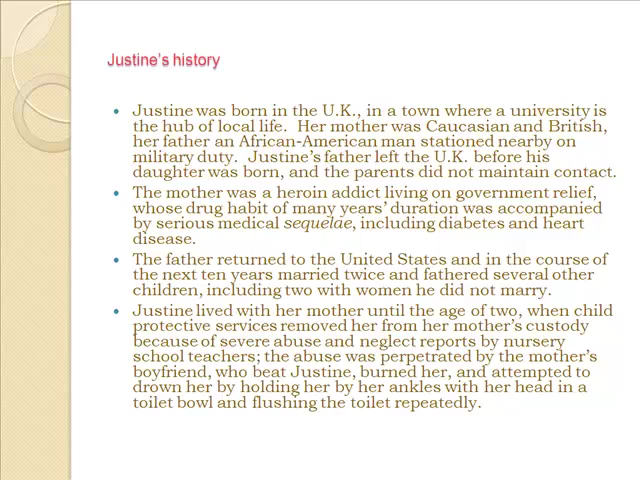 Justine's history
Justine was born in the U.K., in a town where a university is
the hub of local life.  Her mother was Caucasian and British,
her father an African-American man stationed nearby on
military duty.  Justine's father left the U.K. before his
daughter was born, and the parents did not maintain contact.
The mother was a heroin addict living on government relief,
whose drug habit of many years' duration was accompanied
by serious medical sequelae, including diabetes and heart
disease.
The father returned to the United States and in the course of
the next ten years married twice and fathered several other
children, including two with women he did not marry.
Justine lived with her mother until the age of two, when child
protective services removed her from her mother's custody
because of severe abuse and neglect reports by nursery
school teachers; the abuse was perpetrated by the mother's
boyfriend, who beat Justine, burned her, and attempted to
drown her by holding her by her ankles with her head in a
toilet bowl and flushing the toilet repeatedly.